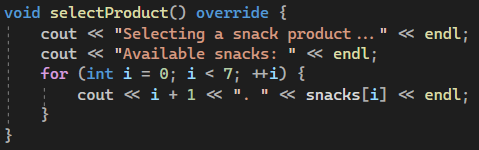 void selectProduct() override {
    cout << "Selecting a snack product..." << endl;
    cout << "Available snacks: " << endl;
    for (int i = 0; i < 7; ++i) {
        cout << i + 1 << ". " << snacks[i] << endl;
    }
}